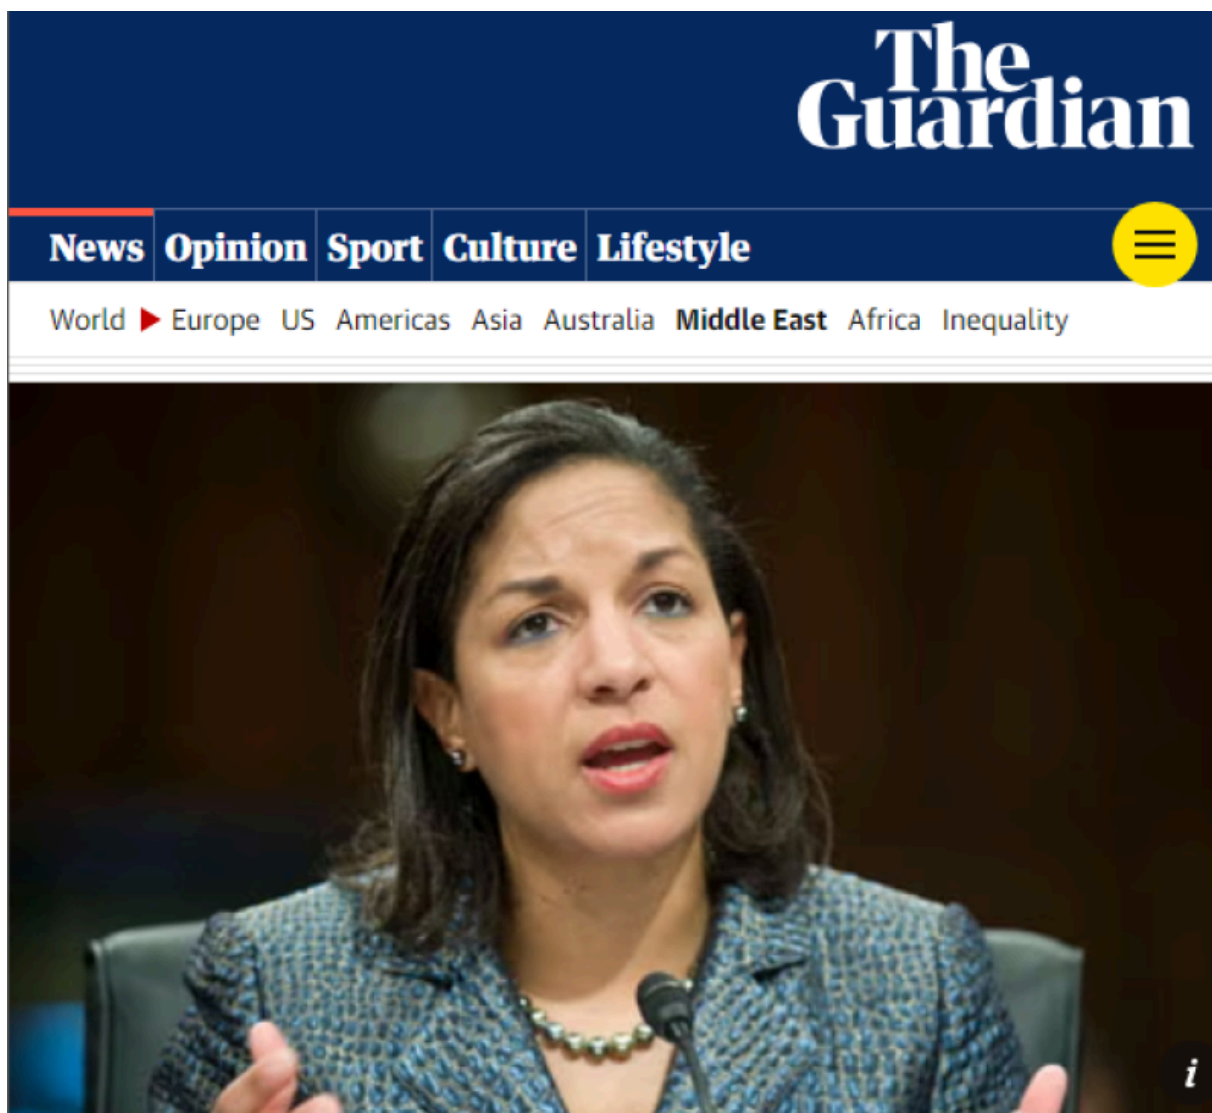 The
Guardian
News Opinion Sport Culture Lifestyle
World Europe US Americas Asia Australia Middle East Africa Inequality
i